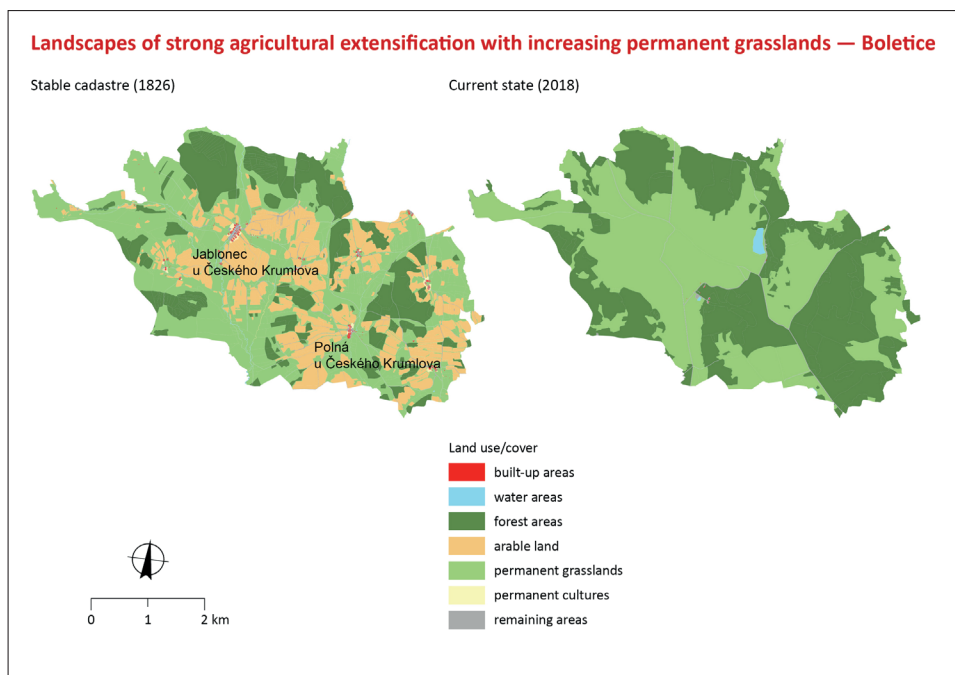 Landscapes of strong agricultural extensification with increasing permanent grasslands — Boletice
Stable cadastre (1826)
Current state (2018)
Jablonec
u Českého Krumlova
Polná
u Českého Krumlova
Land use/cover
built-up areas
water areas
forest areas
arable land
permanent grasslands
permanent cultures
remaining areas
0 1 2 km